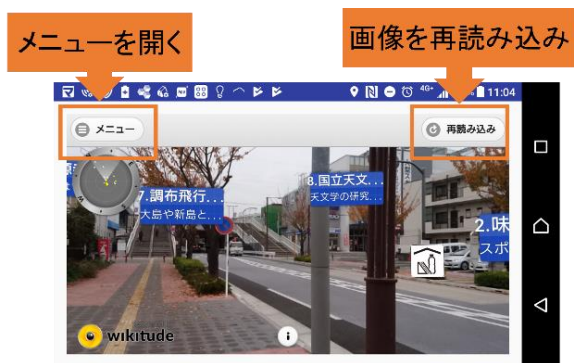 メニューを開く
画像を再読み込み
4G+
11:04
メニュー
再読み込み
7.調布飛行...
大島や新島と...
8.国立天文...
天文学の研究...
2.味
スポ
wikitude
i